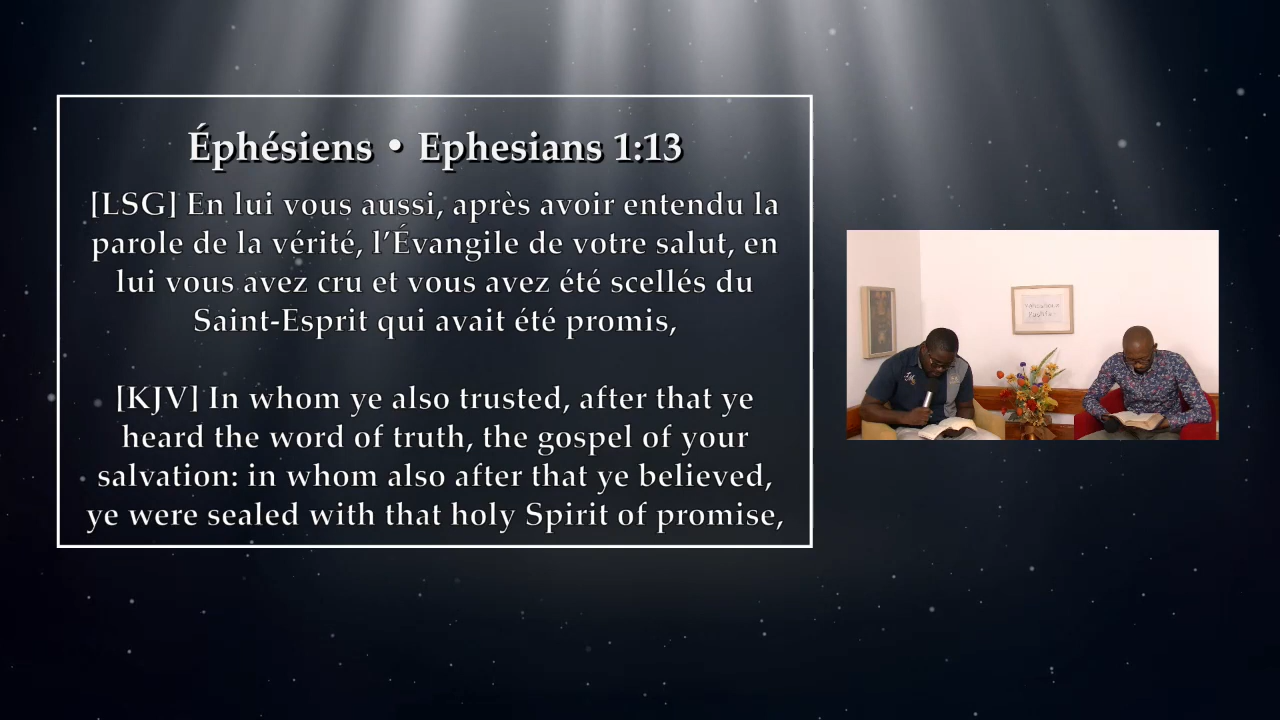 Éphésiens • Ephesians 1:13
[LSG] En lui vous aussi, après avoir entendu la
parole de la vérité, l’Évangile de votre salut, en
lui vous avez cru et vous avez été scellés du
Saint-Esprit qui avait été promis,
[KJV] In whom ye also trusted, after that ye
heard the word of truth, the gospel of your
salvation: in whom also after that ye believed,
ye were sealed with that holy Spirit of promise,